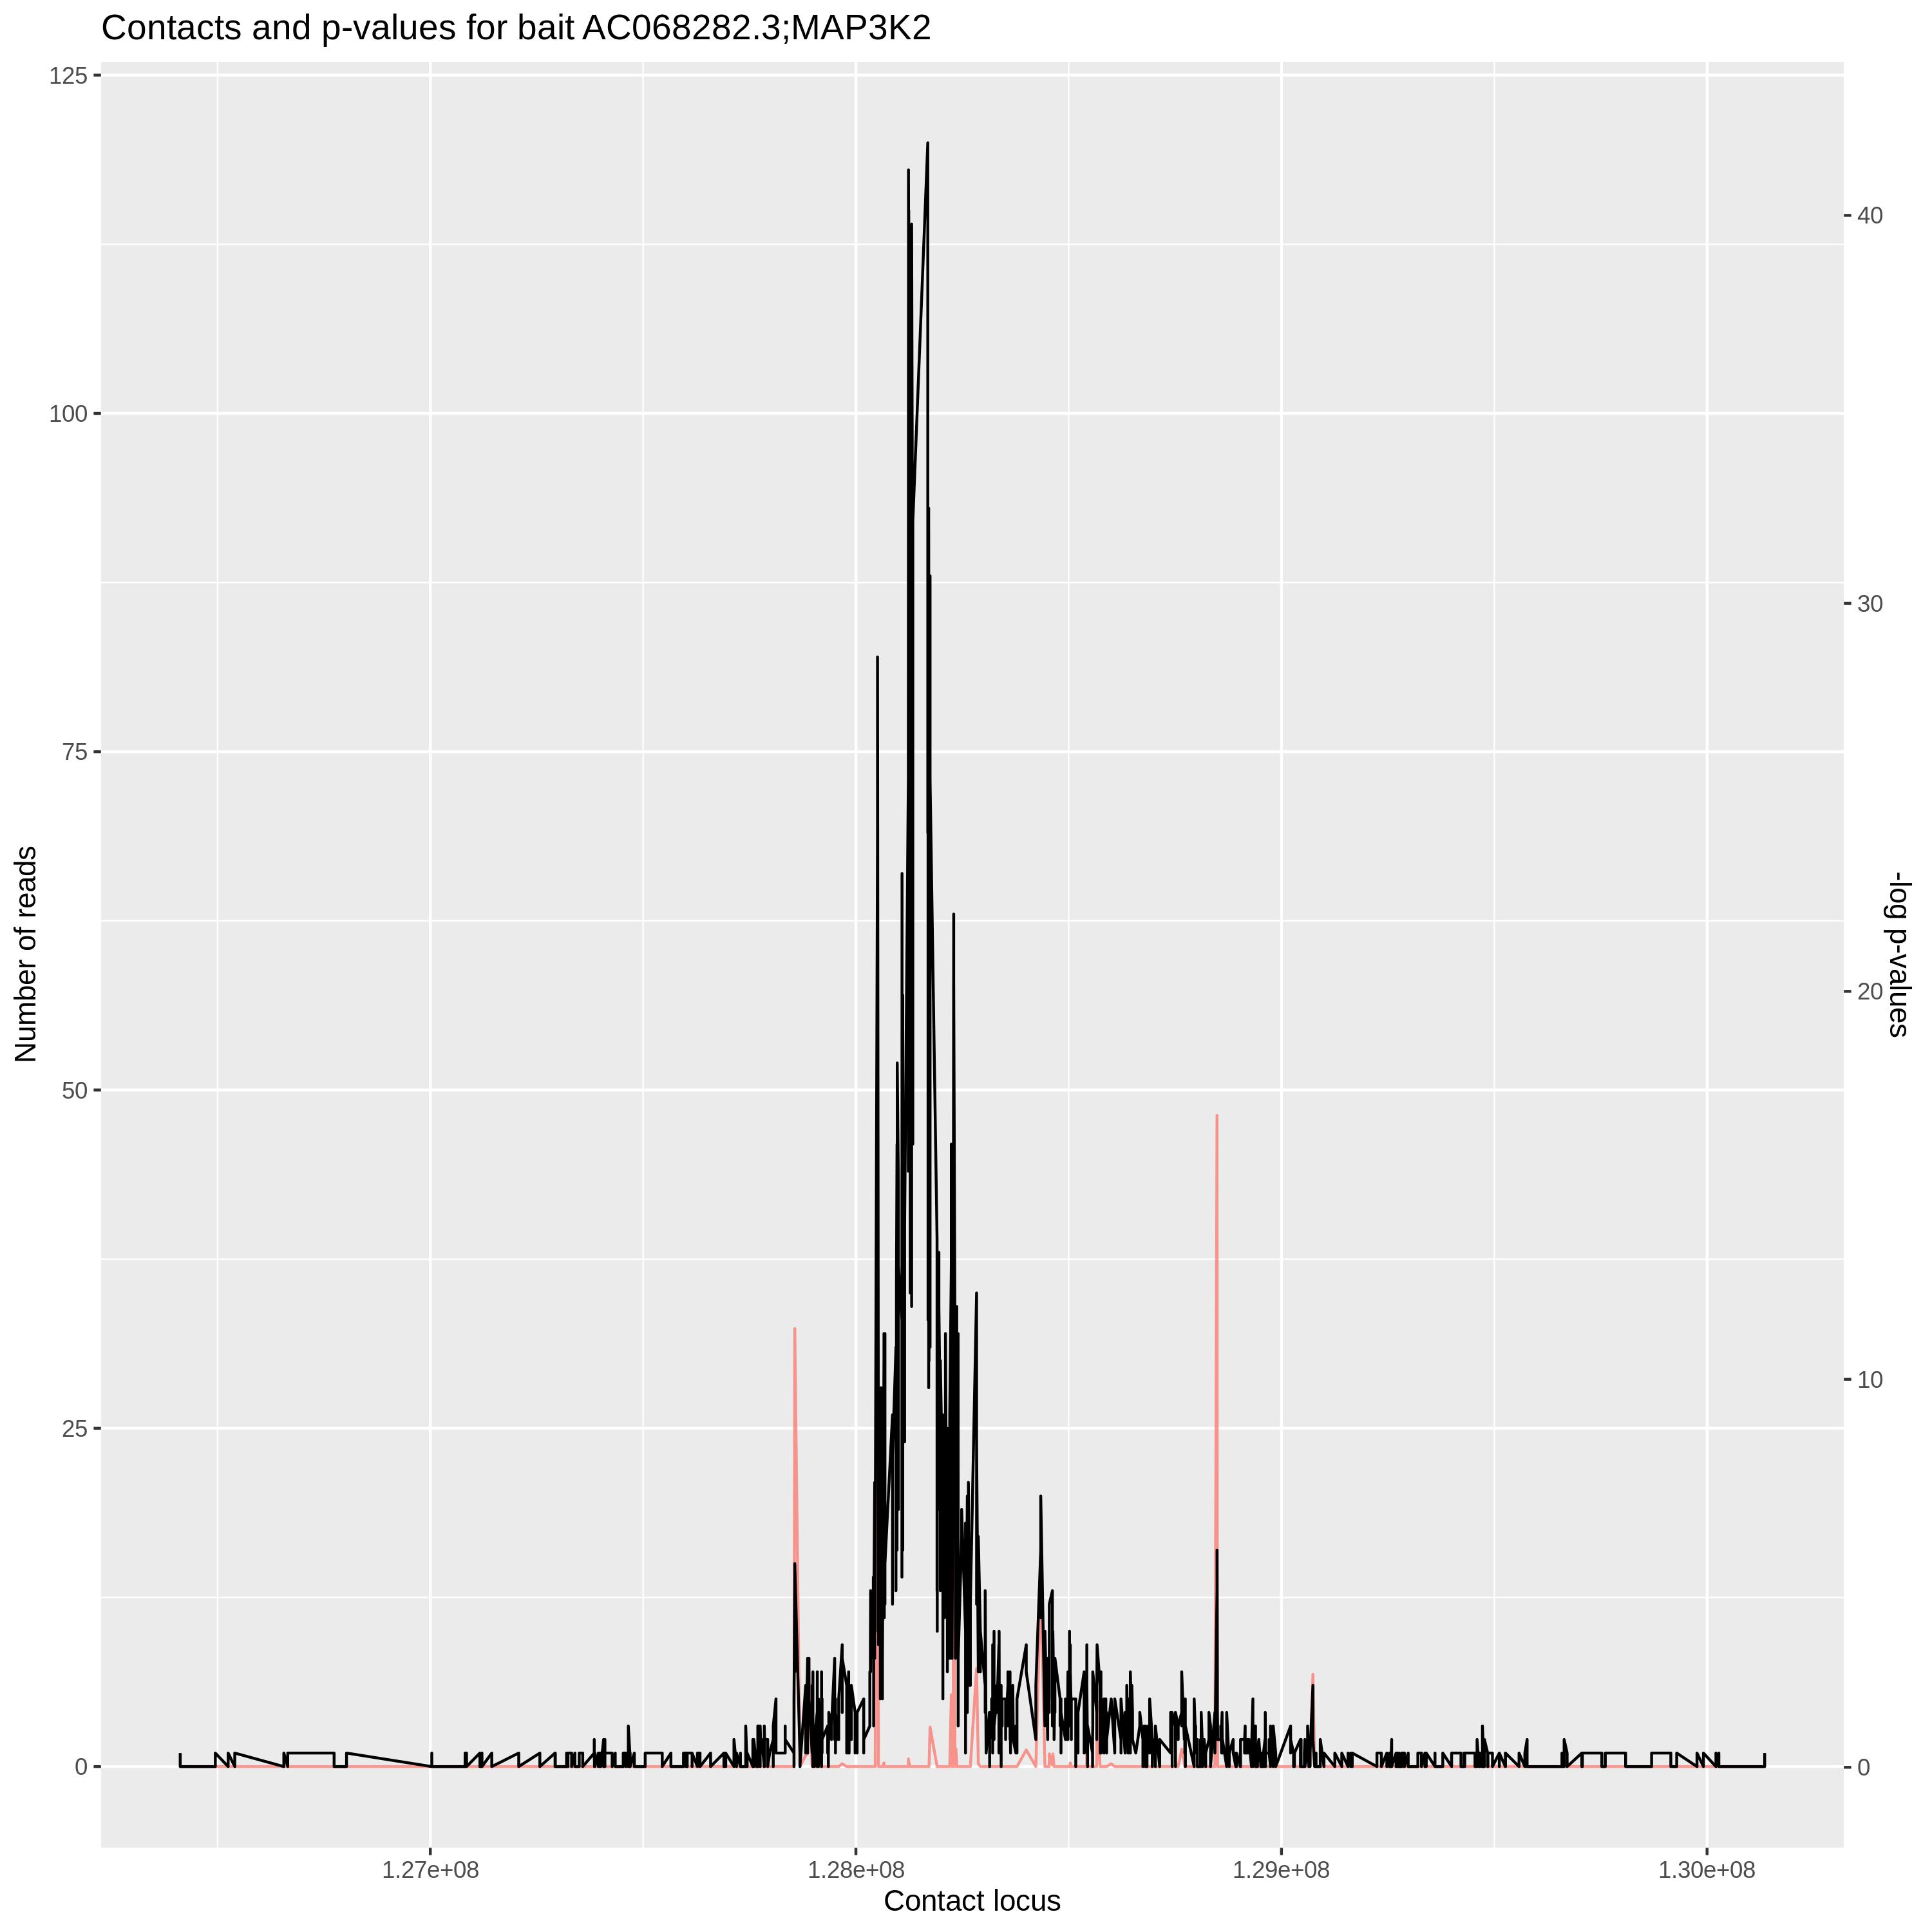 Contacts and p-values for bait AC068282.3;MAP3K2
125
100
75
50
25
0
Number of reads
40
30
20
10
0
-log p-values
1.27e+08
1.28e+08
1.29e+08
1.30e+08
Contact locus